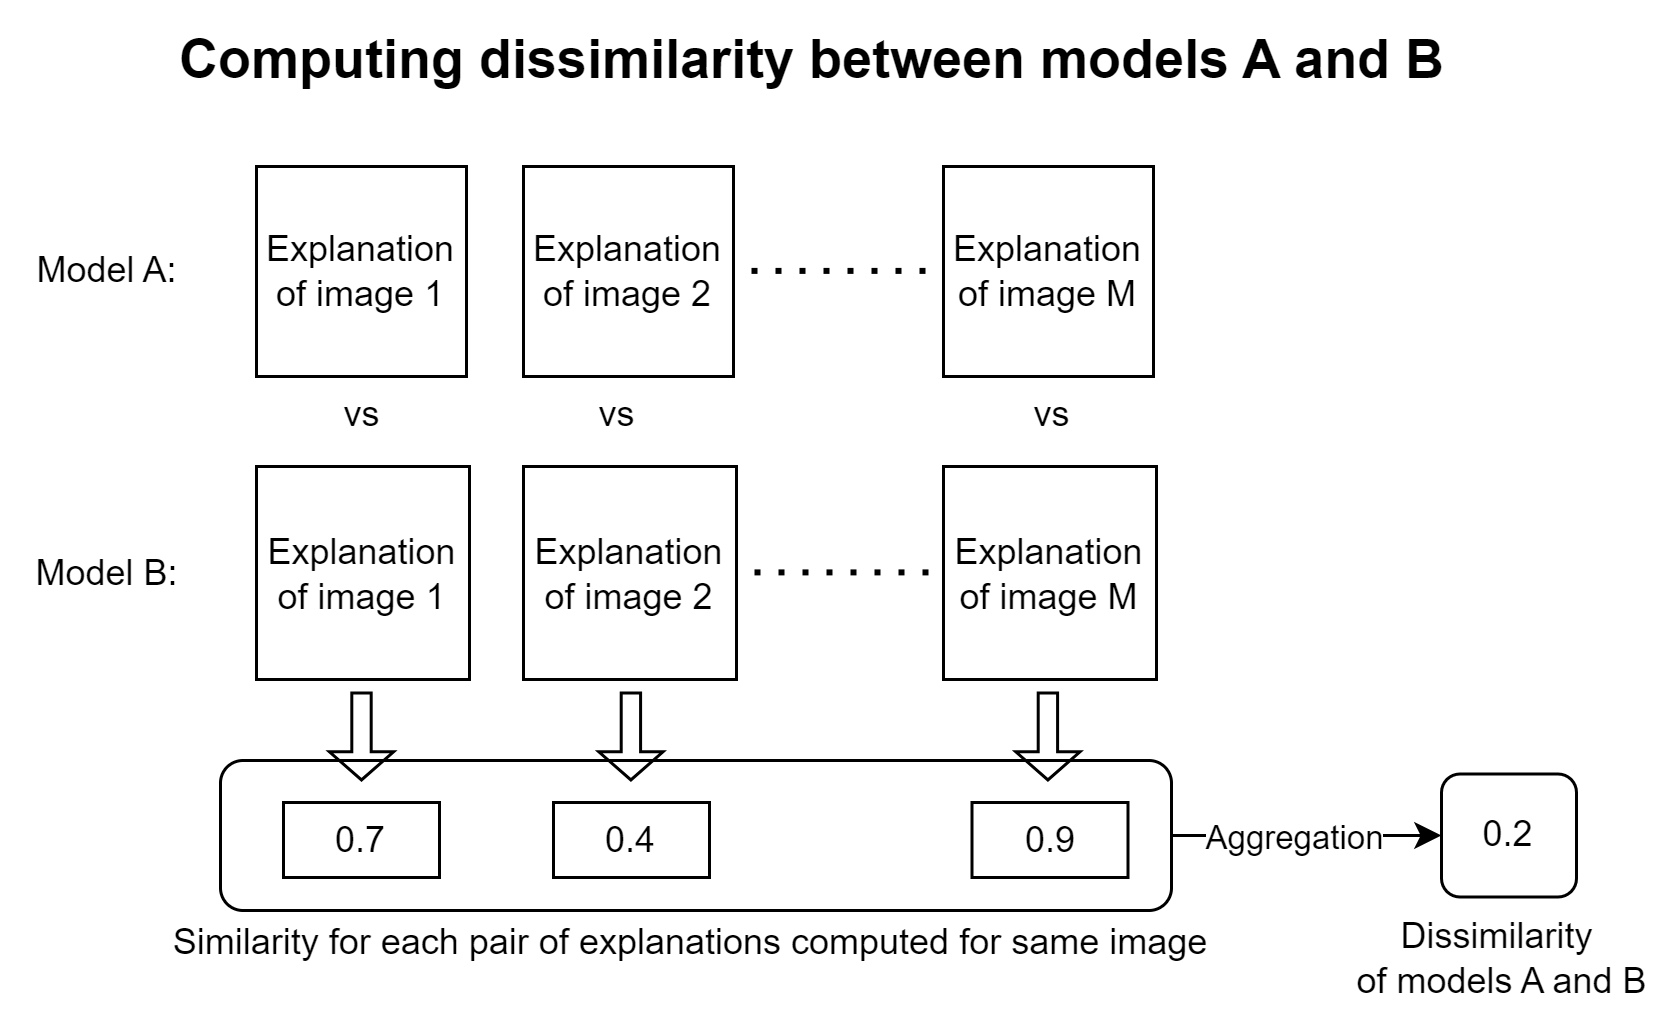 Computing dissimilarity between models A and B
Model A:
Explanation
of image 1
Explanation
of image 2
Explanation
of image M
vs
vs
vs
Model B:
Explanation
of image 1
Explanation
of image 2
Explanation
of image M
0.7
0.4
0.9
Aggregation
0.2
Similarity for each pair of explanations computed for same image
Dissimilarity
of models A and B